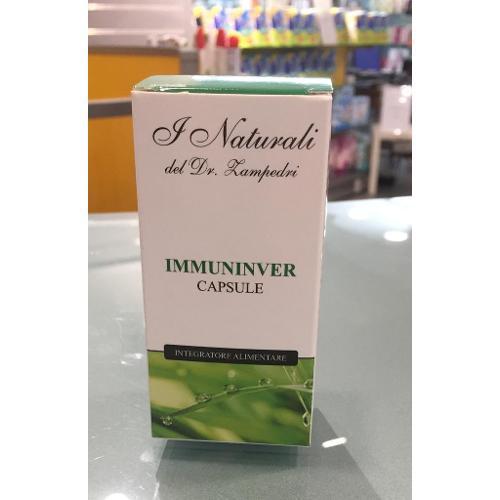 I Naturali
del Dr. Zampedri
IMMUNINVER
CAPSULE
INTEGRATORE ALIMENTARE